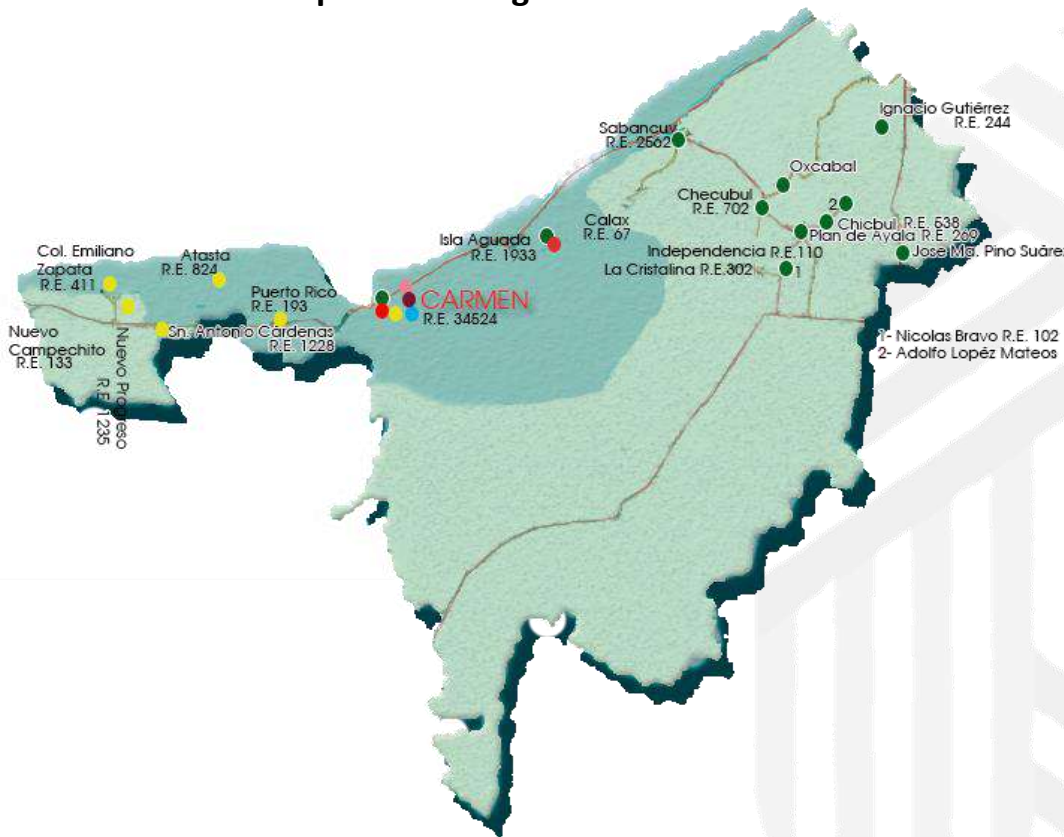 Ignacio Gutiérrez
R.E. 244
Sabancuy
R.E. 2562
Oxcabal
Checubul
R.E. 702
2
Chicbul R.E. 538
Plan de Ayala R.E. 269
Calax
R.E. 67
Isla Aguada
R.E. 1933
Independencia R.E.110
La Cristalina R.E.302
1
Jose Ma. Pino Suárez
Col. Emiliano
Zapata
R.E. 411
Atasta
R.E. 824
Puerto Rico
R.E. 193
CARMEN
R.E. 34524
Sn. Antonio Cárdenas
R.E. 1228
Nuevo
Campechito
R.E. 133
Nuevo Progreso
R.E. 1235
1- Nicolas Bravo R.E. 102
2- Adolfo Lopéz Mateos